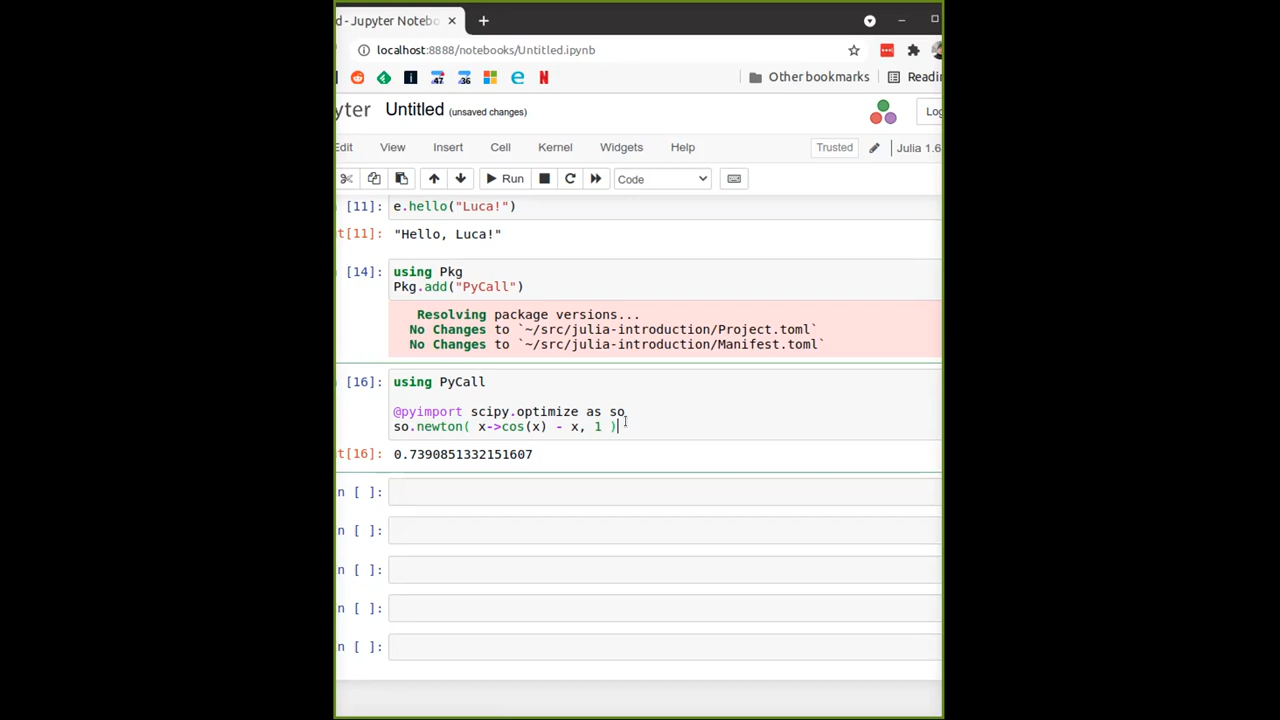 d - Jupyter Notebo
localhost:8888/notebooks/Untitled.ipynb
47
36
Other bookmarks
Readi
yter Untitled (unsaved changes)
Log
Edit View Insert Cell Kernel Widgets Help Trusted Julia 1.6
Run Code
[11]: e.hello("Luca!")
t[11]: "Hello, Luca!"
[14]: using Pkg
Pkg.add("PyCall")
Resolving package versions...
No Changes to `~/src/julia-introduction/Project.toml`
No Changes to `~/src/julia-introduction/Manifest.toml`
[16]: using PyCall
@pyimport scipy.optimize as so
so.newton( x->cos(x) - x, 1 )
t[16]: 0.7390851332151607
n [ ]:
n [ ]:
n [ ]:
n [ ]:
n [ ]: